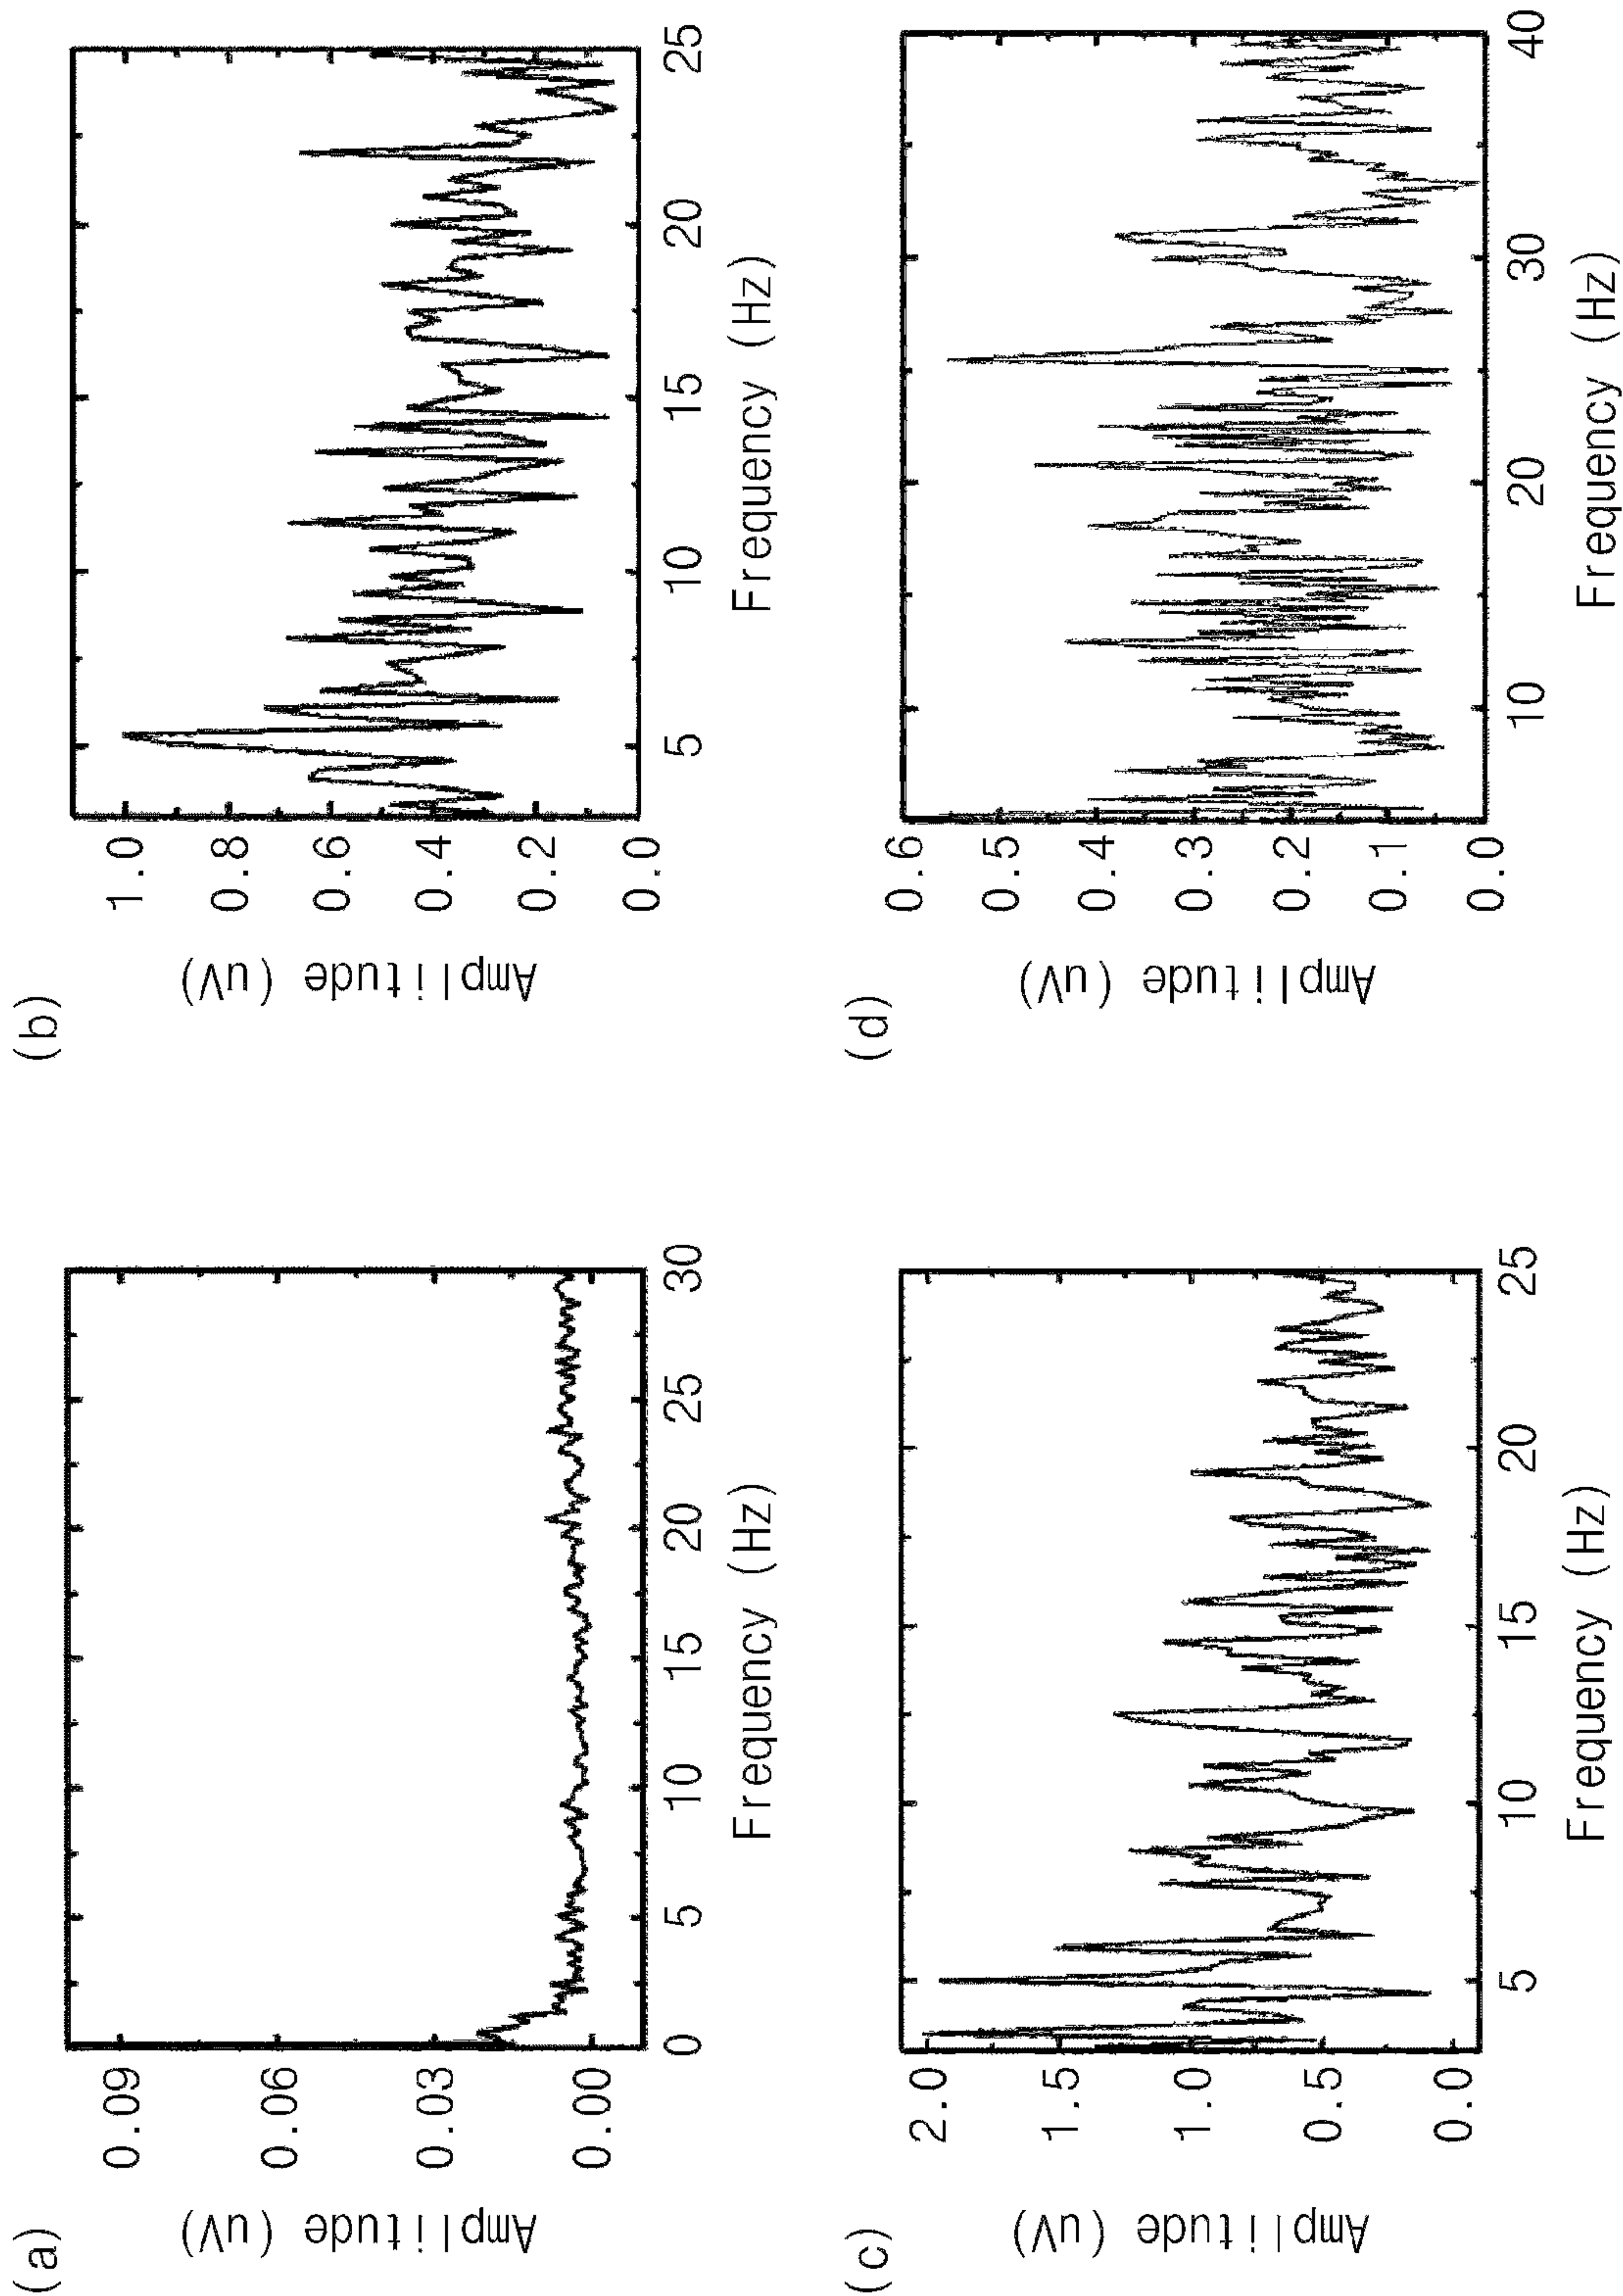 (a)
Amplitude (uV)
0.09
0.06
0.03
0.00
0 5 10 15 20 25 30
Frequency (Hz)
(b)
Amplitude (uV)
1.0
0.8
0.6
0.4
0.2
0.0
5 10 15 20 25
Frequency (Hz)
(c)
Amplitude (uV)
2.0
1.5
1.0
0.5
0.0
5 10 15 20 25
Frequency (Hz)
(d)
Amplitude (uV)
0.6
0.5
0.4
0.3
0.2
0.1
0.0
10 20 30 40
Frequency (Hz)